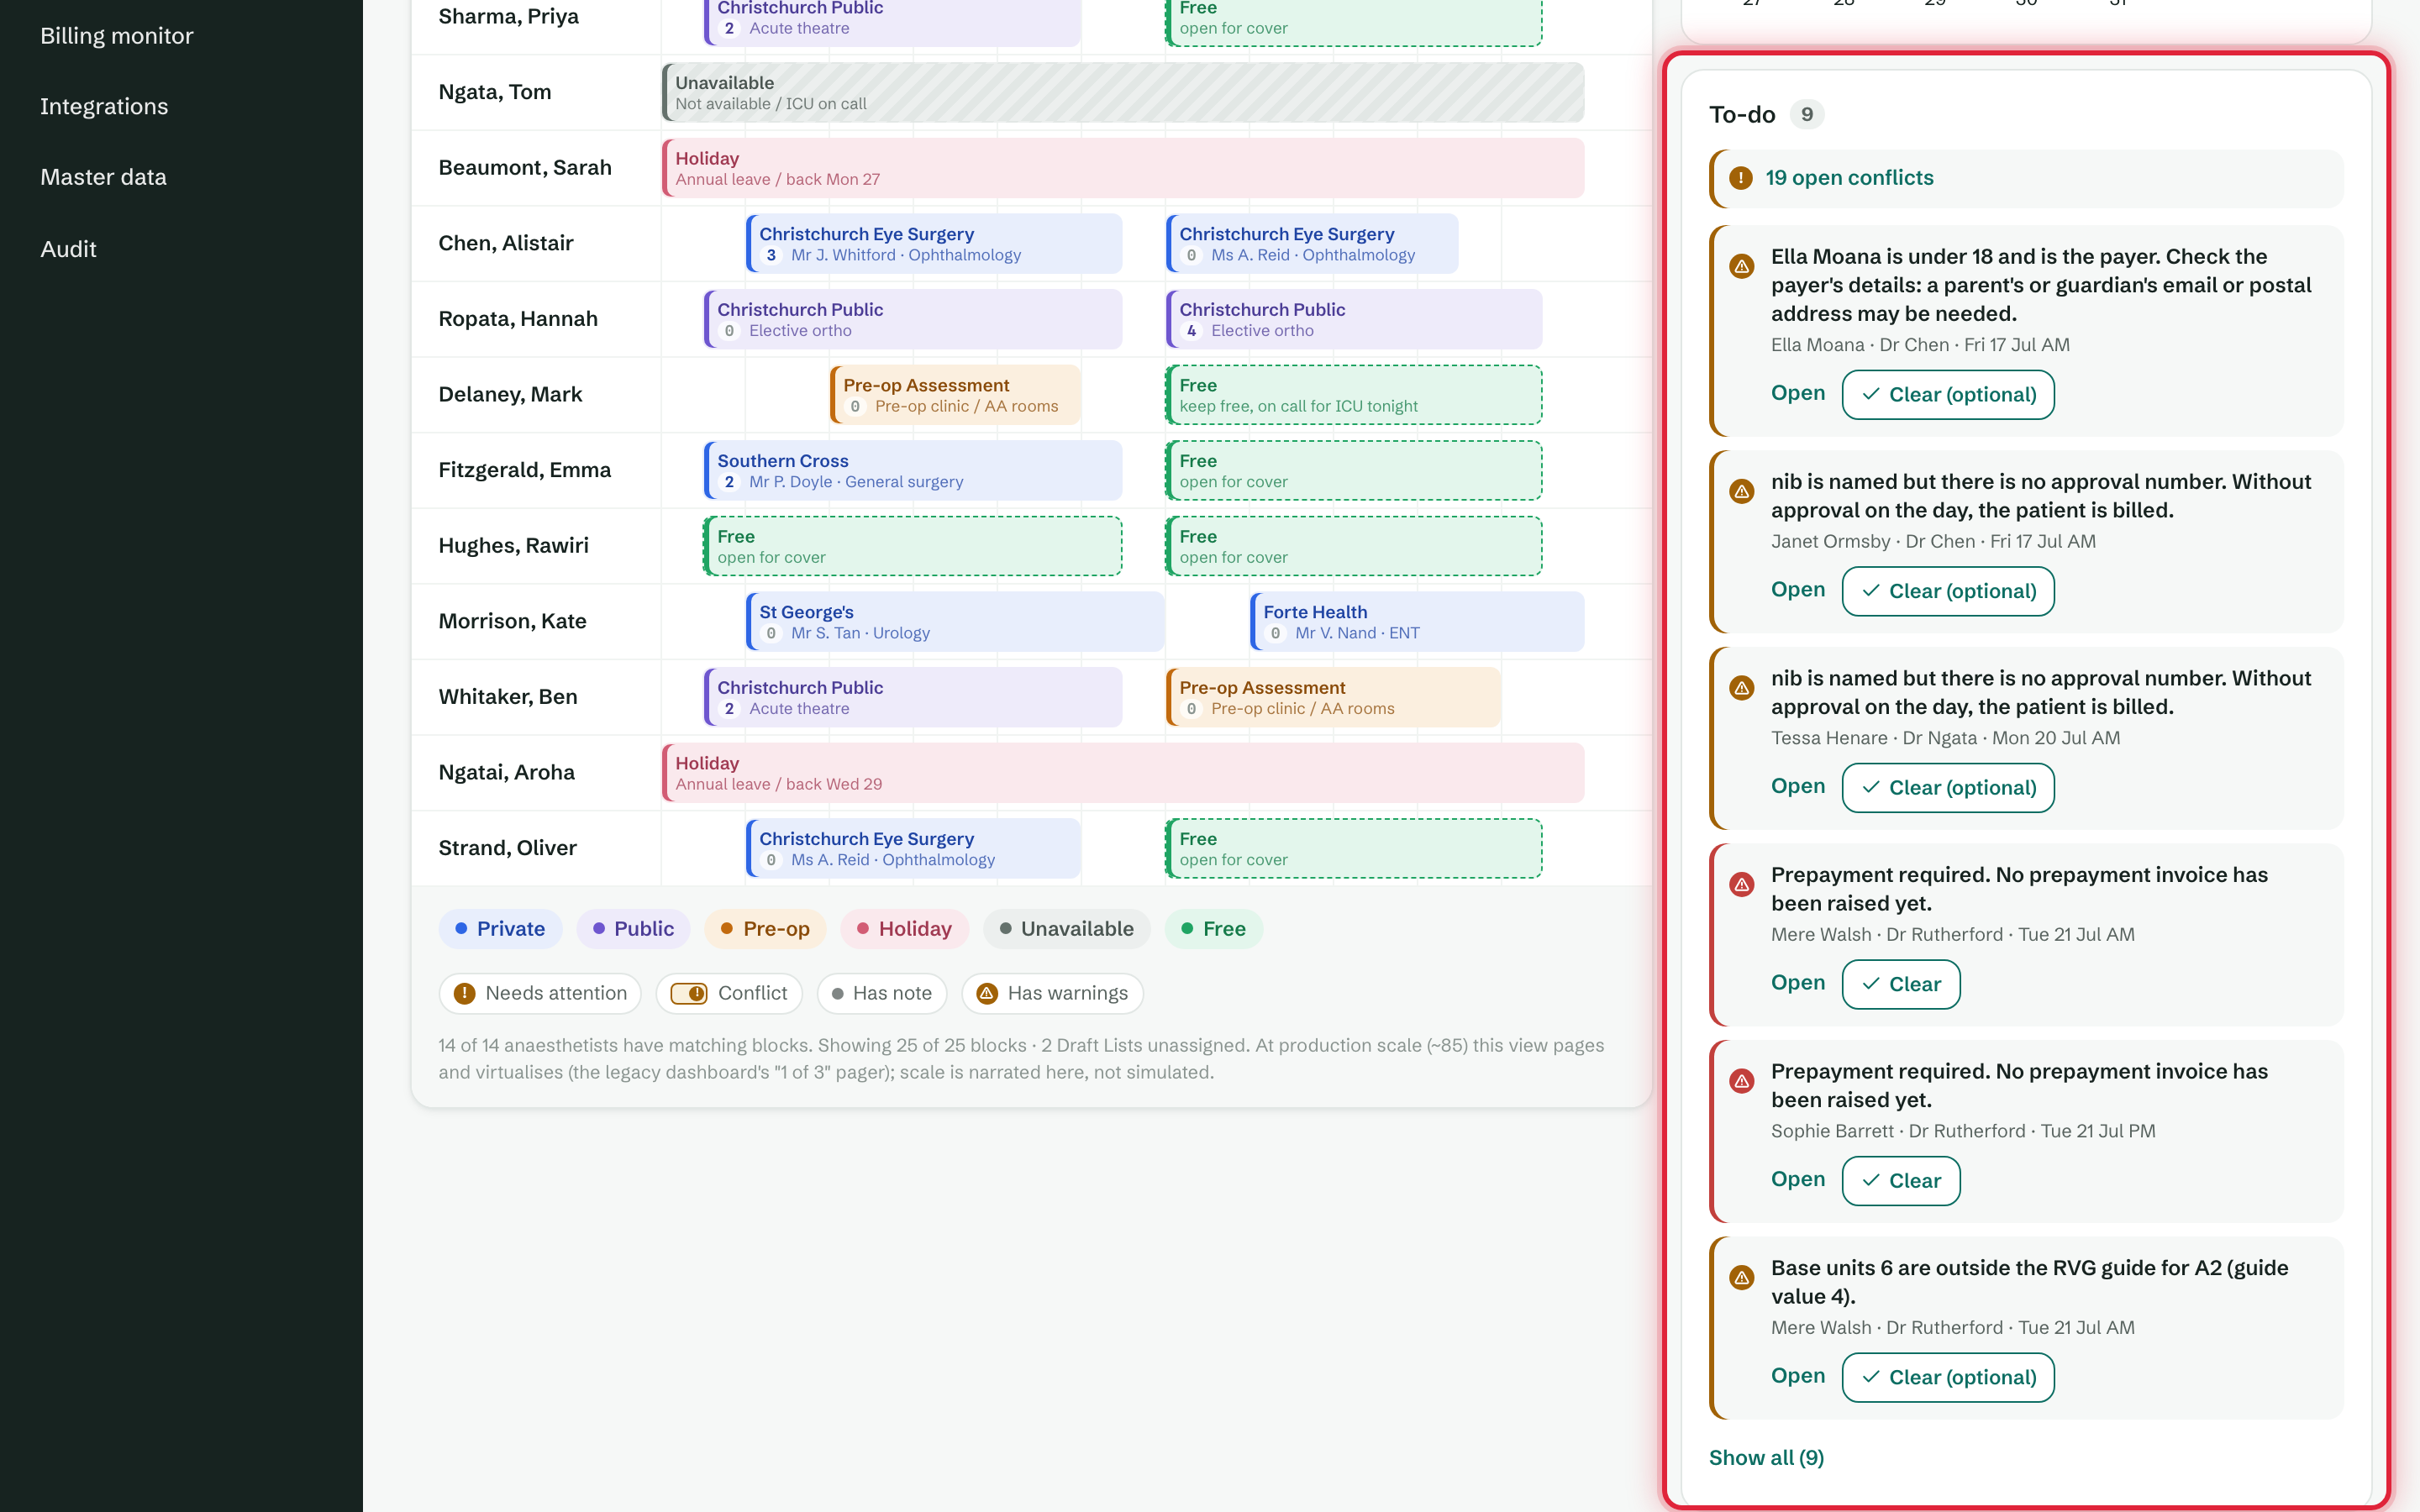 Billing monitor
Integrations
Master data
Audit
Sharma, Priya
Christchurch Public
2 Acute theatre
Free
open for cover
Ngata, Tom
Unavailable
Not available / ICU on call
Beaumont, Sarah
Holiday
Annual leave / back Mon 27
Chen, Alistair
Christchurch Eye Surgery
3 Mr J. Whitford · Ophthalmology
Christchurch Eye Surgery
0 Ms A. Reid · Ophthalmology
Ropata, Hannah
Christchurch Public
0 Elective ortho
Christchurch Public
4 Elective ortho
Delaney, Mark
Pre-op Assessment
0 Pre-op clinic / AA rooms
Free
keep free, on call for ICU tonight
Fitzgerald, Emma
Southern Cross
2 Mr P. Doyle · General surgery
Free
open for cover
Hughes, Rawiri
Free
open for cover
Free
open for cover
Morrison, Kate
St George's
0 Mr S. Tan · Urology
Forte Health
0 Mr V. Nand · ENT
Whitaker, Ben
Christchurch Public
2 Acute theatre
Pre-op Assessment
0 Pre-op clinic / AA rooms
Ngatai, Aroha
Holiday
Annual leave / back Wed 29
Strand, Oliver
Christchurch Eye Surgery
0 Ms A. Reid · Ophthalmology
Free
open for cover
Private
Public
Pre-op
Holiday
Unavailable
Free
Needs attention
Conflict
Has note
Has warnings
14 of 14 anaesthetists have matching blocks. Showing 25 of 25 blocks · 2 Draft Lists unassigned. At production scale (~85) this view pages
and virtualises (the legacy dashboard's "1 of 3" pager); scale is narrated here, not simulated.
27 28 29 30 31
To-do 9
19 open conflicts
Ella Moana is under 18 and is the payer. Check the
payer's details: a parent's or guardian's email or postal
address may be needed.
Ella Moana · Dr Chen · Fri 17 Jul AM
Open Clear (optional)
nib is named but there is no approval number. Without
approval on the day, the patient is billed.
Janet Ormsby · Dr Chen · Fri 17 Jul AM
Open Clear (optional)
nib is named but there is no approval number. Without
approval on the day, the patient is billed.
Tessa Henare · Dr Ngata · Mon 20 Jul AM
Open Clear (optional)
Prepayment required. No prepayment invoice has
been raised yet.
Mere Walsh · Dr Rutherford · Tue 21 Jul AM
Open Clear
Prepayment required. No prepayment invoice has
been raised yet.
Sophie Barrett · Dr Rutherford · Tue 21 Jul PM
Open Clear
Base units 6 are outside the RVG guide for A2 (guide
value 4).
Mere Walsh · Dr Rutherford · Tue 21 Jul AM
Open Clear (optional)
Show all (9)